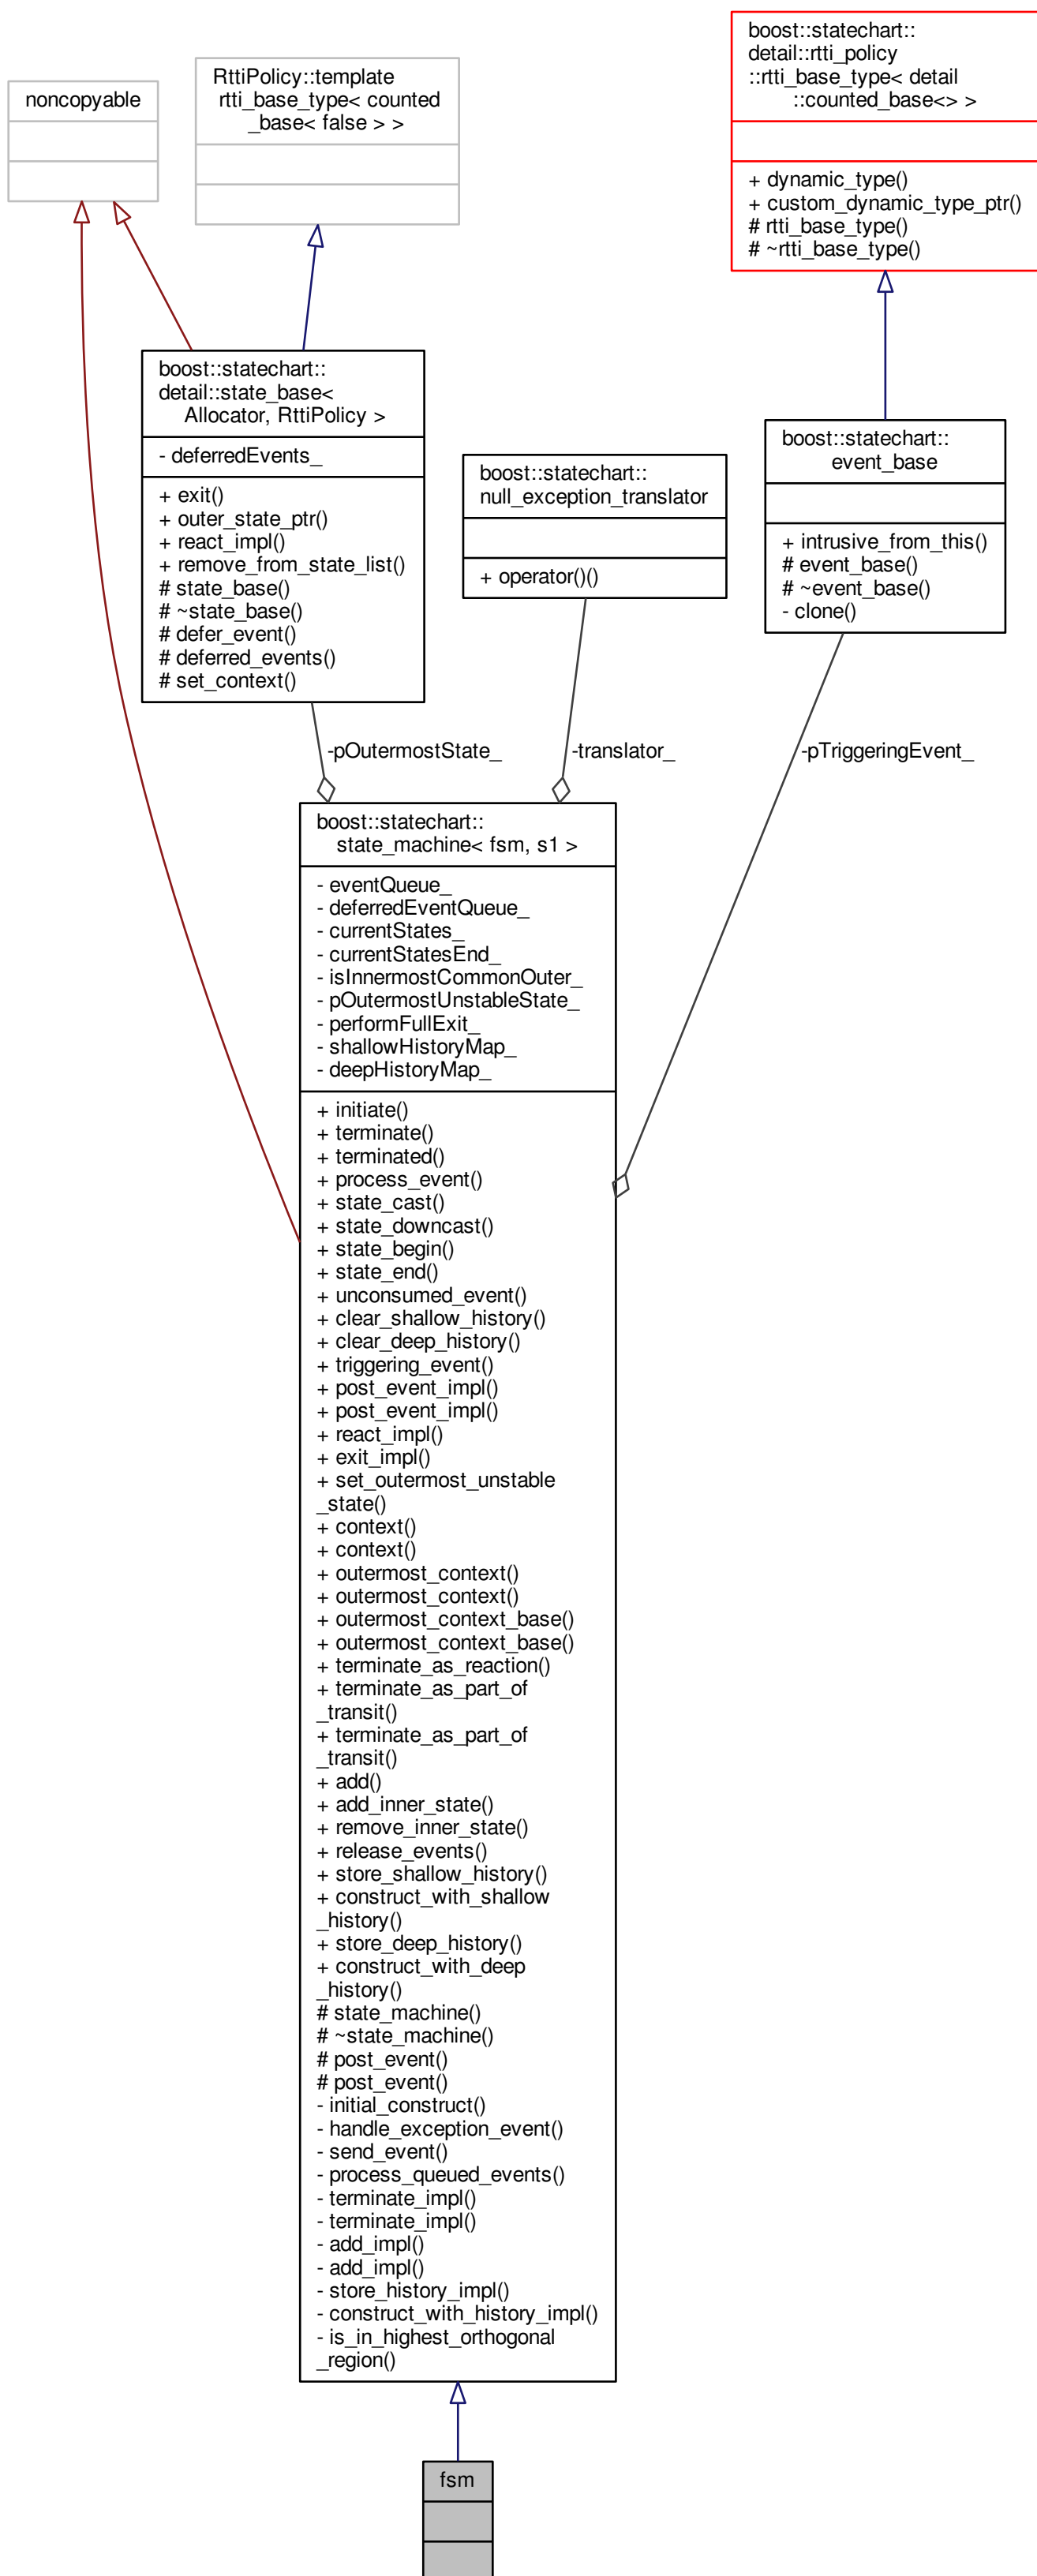 boost::statechart::
detail::rtti_policy
::rtti_base_type< detail
::counted_base<> >
+ dynamic_type()
+ custom_dynamic_type_ptr()
# rtti_base_type()
# ~rtti_base_type()
RttiPolicy::template
rtti_base_type< counted
_base< false > >
noncopyable
boost::statechart::
detail::state_base<
Allocator, RttiPolicy >
- deferredEvents_
+ exit()
+ outer_state_ptr()
+ react_impl()
+ remove_from_state_list()
# state_base()
# ~state_base()
# defer_event()
# deferred_events()
# set_context()
boost::statechart::
null_exception_translator
+ operator()()
boost::statechart::
event_base
+ intrusive_from_this()
# event_base()
# ~event_base()
- clone()
-pOutermostState_
-translator_
-pTriggeringEvent_
boost::statechart::
state_machine< fsm, s1 >
- eventQueue_
- deferredEventQueue_
- currentStates_
- currentStatesEnd_
- isInnermostCommonOuter_
- pOutermostUnstableState_
- performFullExit_
- shallowHistoryMap_
- deepHistoryMap_
+ initiate()
+ terminate()
+ terminated()
+ process_event()
+ state_cast()
+ state_downcast()
+ state_begin()
+ state_end()
+ unconsumed_event()
+ clear_shallow_history()
+ clear_deep_history()
+ triggering_event()
+ post_event_impl()
+ post_event_impl()
+ react_impl()
+ exit_impl()
+ set_outermost_unstable
_state()
+ context()
+ context()
+ outermost_context()
+ outermost_context()
+ outermost_context_base()
+ outermost_context_base()
+ terminate_as_reaction()
+ terminate_as_part_of
_transit()
+ terminate_as_part_of
_transit()
+ add()
+ add_inner_state()
+ remove_inner_state()
+ release_events()
+ store_shallow_history()
+ construct_with_shallow
_history()
+ store_deep_history()
+ construct_with_deep
_history()
# state_machine()
# ~state_machine()
# post_event()
# post_event()
- initial_construct()
- handle_exception_event()
- send_event()
- process_queued_events()
- terminate_impl()
- terminate_impl()
- add_impl()
- add_impl()
- store_history_impl()
- construct_with_history_impl()
- is_in_highest_orthogonal
_region()
fsm